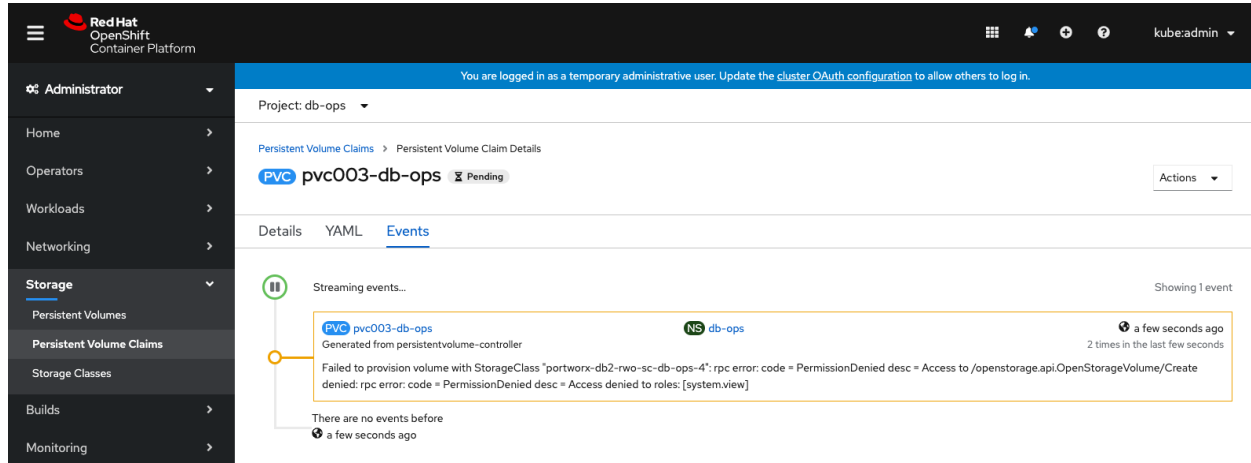 Red Hat
OpenShift
Container Platform
kube:admin
You are logged in as a temporary administrative user. Update the cluster OAuth configuration to allow others to log in.
Administrator
Project: db-ops
Home
Operators
Workloads
Networking
Storage
Persistent Volumes
Persistent Volume Claims
Storage Classes
Builds
Monitoring
Persistent Volume Claims > Persistent Volume Claim Details
PVC pvc003-db-ops Pending
Actions
Details YAML Events
Streaming events...
Showing 1 event
PVC pvc003-db-ops NS db-ops a few seconds ago
Generated from persistentvolume-controller 2 times in the last few seconds
Failed to provision volume with StorageClass "portworx-db2-rwo-sc-db-ops-4": rpc error: code = PermissionDenied desc = Access to /openstorage.api.OpenStorageVolume/Create
denied: rpc error: code = PermissionDenied desc = Access denied to roles: [system.view]
There are no events before
a few seconds ago